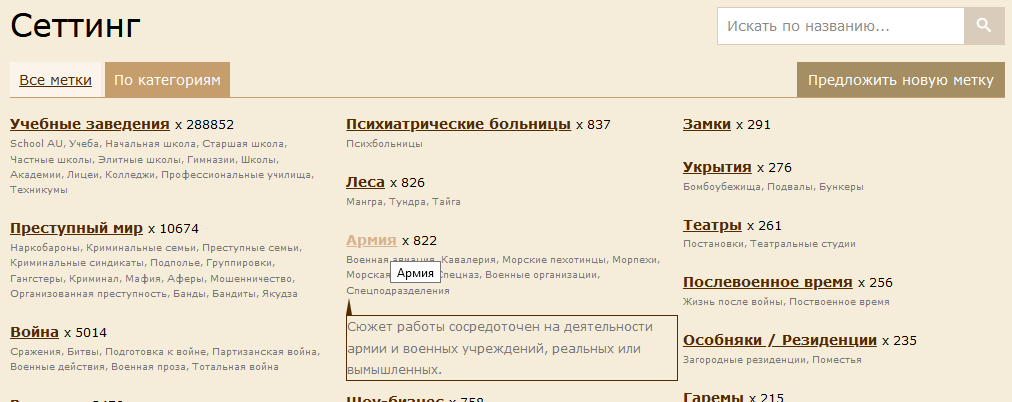 Сеттинг
Искать по названию...
Все метки
По категориям
Предложить новую метку
Учебные заведения x 288852
School AU, Учеба, Начальная школа, Старшая школа,
Частные школы, Элитные школы, Гимназии, Школы,
Академии, Лицеи, Колледжи, Профессиональные училища,
Техникумы
Преступный мир x 10674
Наркобароны, Криминальные семьи, Преступные семьи,
Криминальные синдикаты, Подполье, Группировки,
Гангстеры, Криминал, Мафия, Аферы, Мошенничество,
Организованная преступность, Банды, Бандиты, Якудза
Война x 5014
Сражения, Битвы, Подготовка к войне, Партизанская война,
Военные действия, Военная проза, Тотальная война
Психиатрические больницы x 837
Психбольницы
Леса x 826
Мангра, Тундра, Тайга
Армия x 822
Военная авиация, Кавалерия, Морские пехотинцы, Морпехи,
Морская Спецназ, Военные организации,
Армия
Спецподразделения
Сюжет работы сосредоточен на деятельности
армии и военных учреждений, реальных или
вымышленных.
Шоу-бизнес x 758
Замки x 291
Укрытия x 276
Бомбоубежища, Подвалы, Бункеры
Театры x 261
Постановки, Театральные студии
Послевоенное время x 256
Жизнь после войны, Поствоенное время
Особняки / Резиденции x 235
Загородные резиденции, Поместья
Гаремы x 215